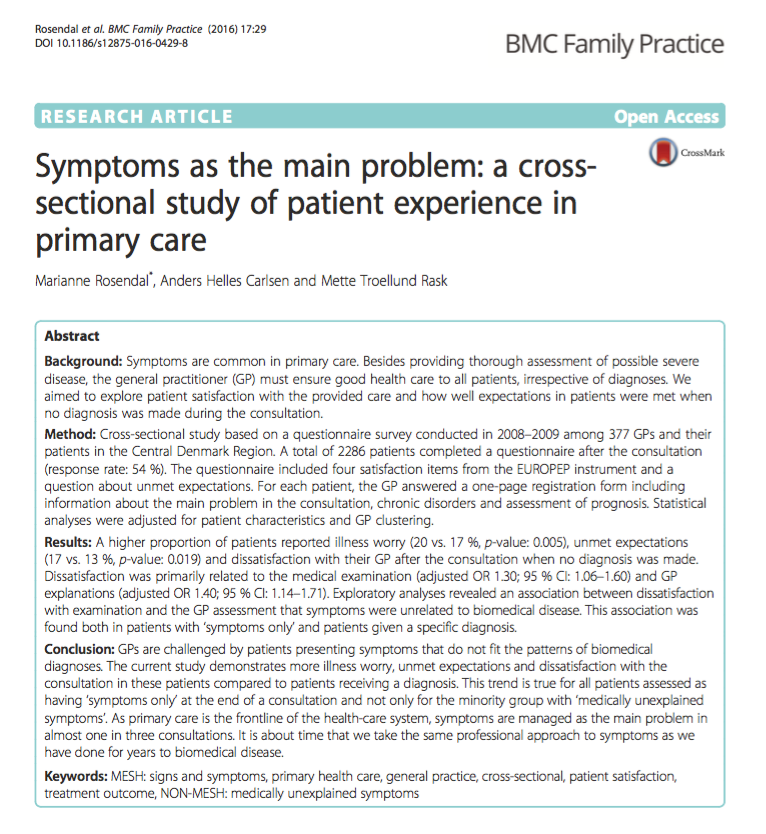 Rosendal et al. BMC Family Practice (2016) 17:29
DOI 10.1186/s12875-016-0429-8
BMC Family Practice
RESEARCH ARTICLE
Open Access
CrossMark
Symptoms as the main problem: a cross-
sectional study of patient experience in
primary care
Marianne Rosendal*, Anders Helles Carlsen and Mette Troellund Rask
Abstract
Background: Symptoms are common in primary care. Besides providing thorough assessment of possible severe
disease, the general practitioner (GP) must ensure good health care to all patients, irrespective of diagnoses. We
aimed to explore patient satisfaction with the provided care and how well expectations in patients were met when
no diagnosis was made during the consultation.
Method: Cross-sectional study based on a questionnaire survey conducted in 2008–2009 among 377 GPs and their
patients in the Central Denmark Region. A total of 2286 patients completed a questionnaire after the consultation
(response rate: 54 %). The questionnaire included four satisfaction items from the EUROPEP instrument and a
question about unmet expectations. For each patient, the GP answered a one-page registration form including
information about the main problem in the consultation, chronic disorders and assessment of prognosis. Statistical
analyses were adjusted for patient characteristics and GP clustering.
Results: A higher proportion of patients reported illness worry (20 vs. 17 %, p-value: 0.005), unmet expectations
(17 vs. 13 %, p-value: 0.019) and dissatisfaction with their GP after the consultation when no diagnosis was made.
Dissatisfaction was primarily related to the medical examination (adjusted OR 1.30; 95 % CI: 1.06–1.60) and GP
explanations (adjusted OR 1.40; 95 % CI: 1.14–1.71). Exploratory analyses revealed an association between dissatisfaction
with examination and the GP assessment that symptoms were unrelated to biomedical disease. This association was
found both in patients with ‘symptoms only’ and patients given a specific diagnosis.
Conclusion: GPs are challenged by patients presenting symptoms that do not fit the patterns of biomedical
diagnoses. The current study demonstrates more illness worry, unmet expectations and dissatisfaction with the
consultation in these patients compared to patients receiving a diagnosis. This trend is true for all patients assessed as
having ‘symptoms only’ at the end of a consultation and not only for the minority group with ‘medically unexplained
symptoms’. As primary care is the frontline of the health-care system, symptoms are managed as the main problem in
almost one in three consultations. It is about time that we take the same professional approach to symptoms as we
have done for years to biomedical disease.
Keywords: MESH: signs and symptoms, primary health care, general practice, cross-sectional, patient satisfaction,
treatment outcome, NON-MESH: medically unexplained symptoms